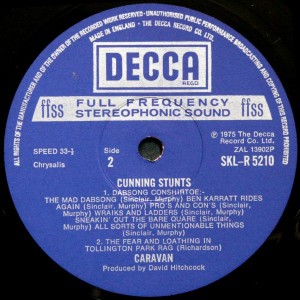 ALL RIGHTS OF THE MANUFACTURER AND OF THE OWNER OF THE RECORDED WORK RESERVED · UNAUTHORISED PUBLIC PERFORMANCE BROADCASTING AND COPYING OF THIS RECORD PROHIBITED
MADE IN ENGLAND · THE DECCA RECORD CO. LTD.
DECCA
REGD
ffss
FULL FREQUENCY
STEREOPHONIC SOUND
ffss
SPEED 33-⅓
Chrysalis
Side
2
℗ 1975 The Decca
Record Co. Ltd.
ZAL 13902P
SKL-R 5210
CUNNING STUNTS
1. DABSONG CONSHIRTOE:-
THE MAD DABSONG (Sinclair, Murphy) BEN KARRATT RIDES
AGAIN (Sinclair, Murphy) PRO'S AND CON'S (Sinclair,
Murphy) WRAIKS AND LADDERS (Sinclair, Murphy)
SNEAKIN' OUT THE BARE QUARE (Sinclair, Murphy)
ALL SORTS OF UNMENTIONABLE THINGS
(Sinclair, Murphy)
2. THE FEAR AND LOATHING IN
TOLLINGTON PARK RAG (Richardson)
CARAVAN
Produced by David Hitchcock